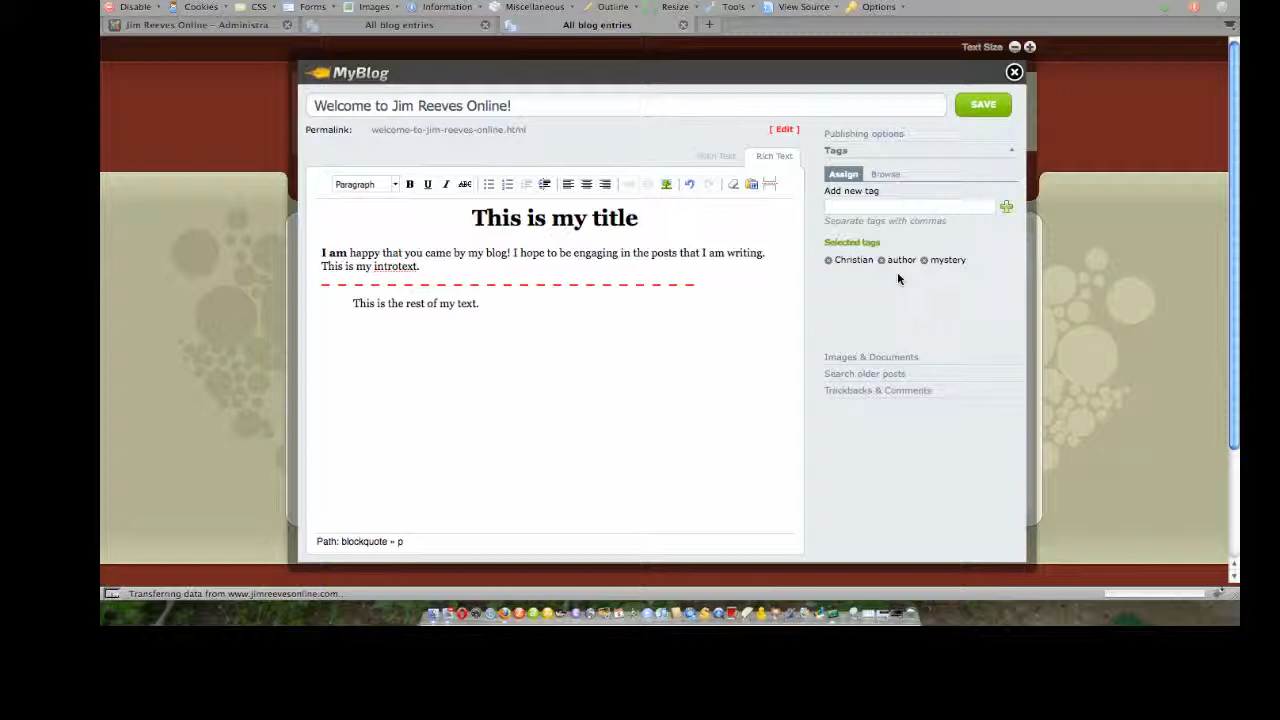 Disable Cookies CSS Forms Images Information Miscellaneous Outline Resize Tools View Source Options
Jim Reeves Online – Administra... All blog entries All blog entries
Text Size
MyBlog
Welcome to Jim Reeves Online! SAVE
Permalink: welcome-to-jim-reeves-online.html [ Edit ]
Publishing options
Tags
Plain Text Rich Text
Assign Browse
Paragraph B U I ABC
Add new tag
Separate tags with commas
This is my title
Selected tags
I am happy that you came by my blog! I hope to be engaging in the posts that I am writing.
Christian author mystery
This is my introtext.
This is the rest of my text.
Images & Documents
Search older posts
Trackbacks & Comments
Path: blockquote » p
Transferring data from www.jimreevesonline.com...